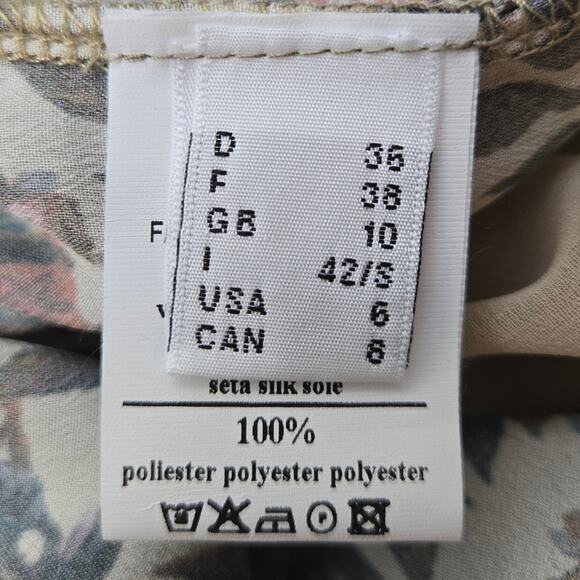 D 36
F 38
GB 10
I 42/S
USA 6
CAN 6
seta silk soie
100%
poliester polyester polyester
P